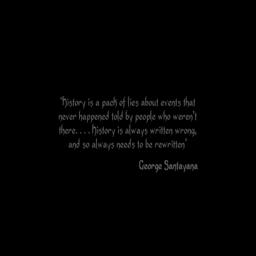 "History is a pack of lies about events that
never happened told by people who weren't
there. . . . History is always written wrong,
and so always needs to be rewritten"
George Santayana